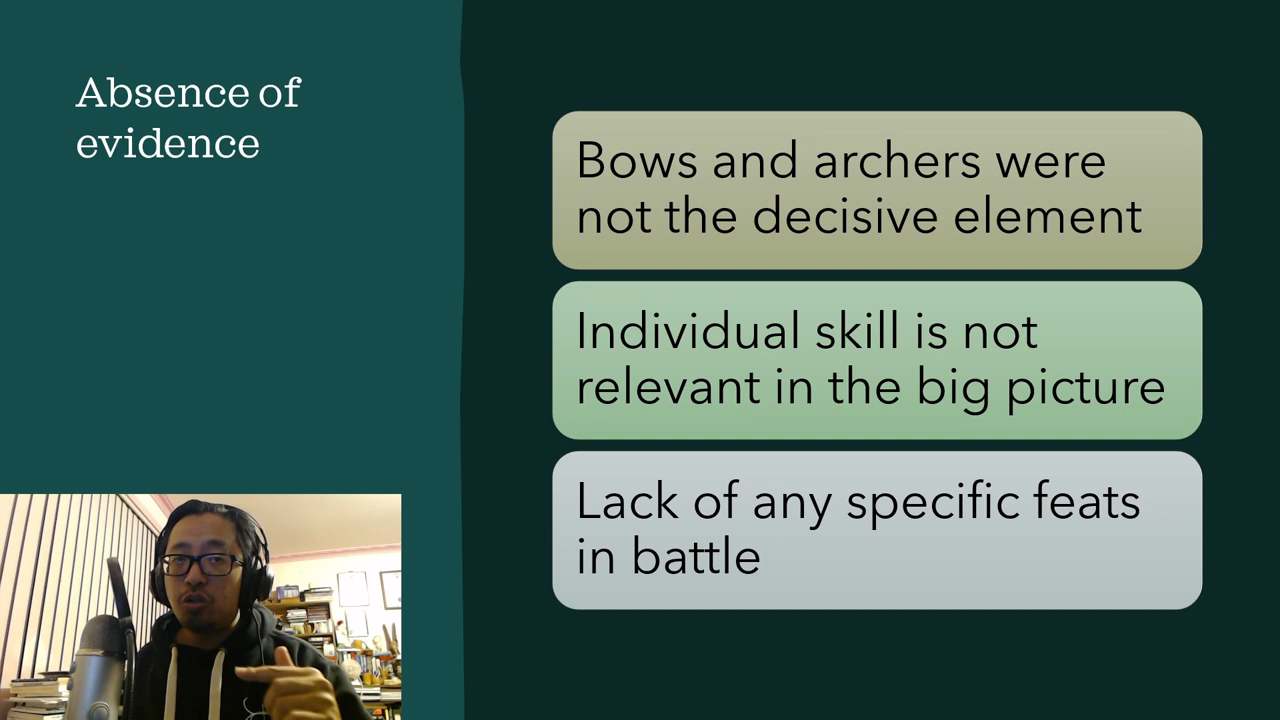 Absence of
evidence
Bows and archers were
not the decisive element
Individual skill is not
relevant in the big picture
Lack of any specific feats
in battle